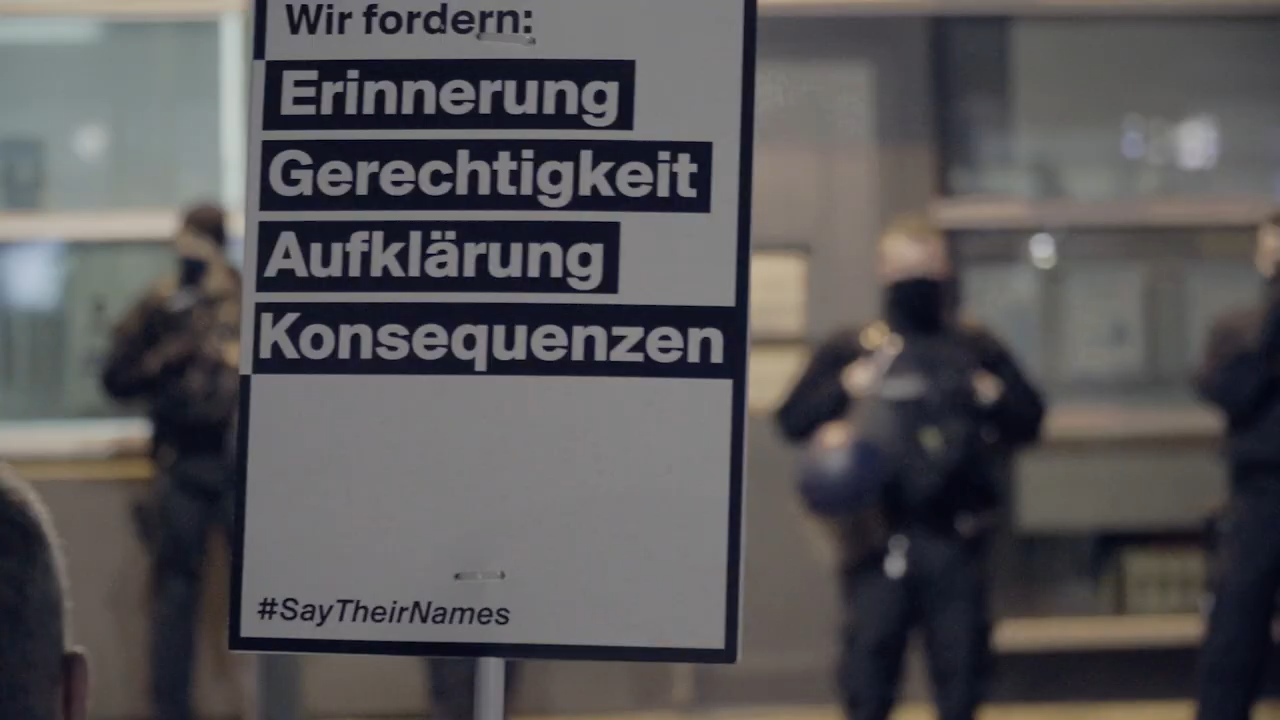 Wir fordern:
Erinnerung
Gerechtigkeit
Aufklärung
Konsequenzen
#SayTheirNames